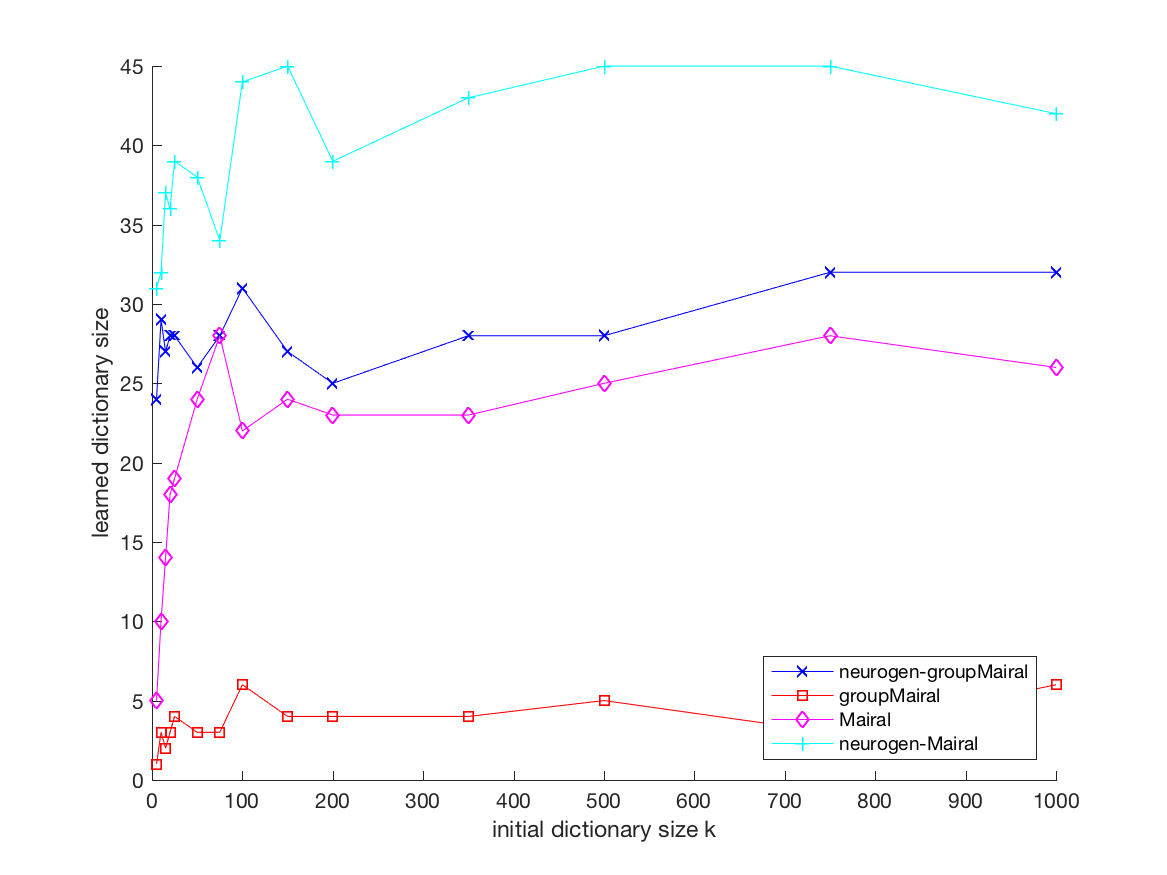 45
40
35
30
25
20
15
10
5
0
learned dictionary size
neurogen-groupMairal
groupMairal
Mairal
neurogen-Mairal
0 100 200 300 400 500 600 700 800 900 1000
initial dictionary size k